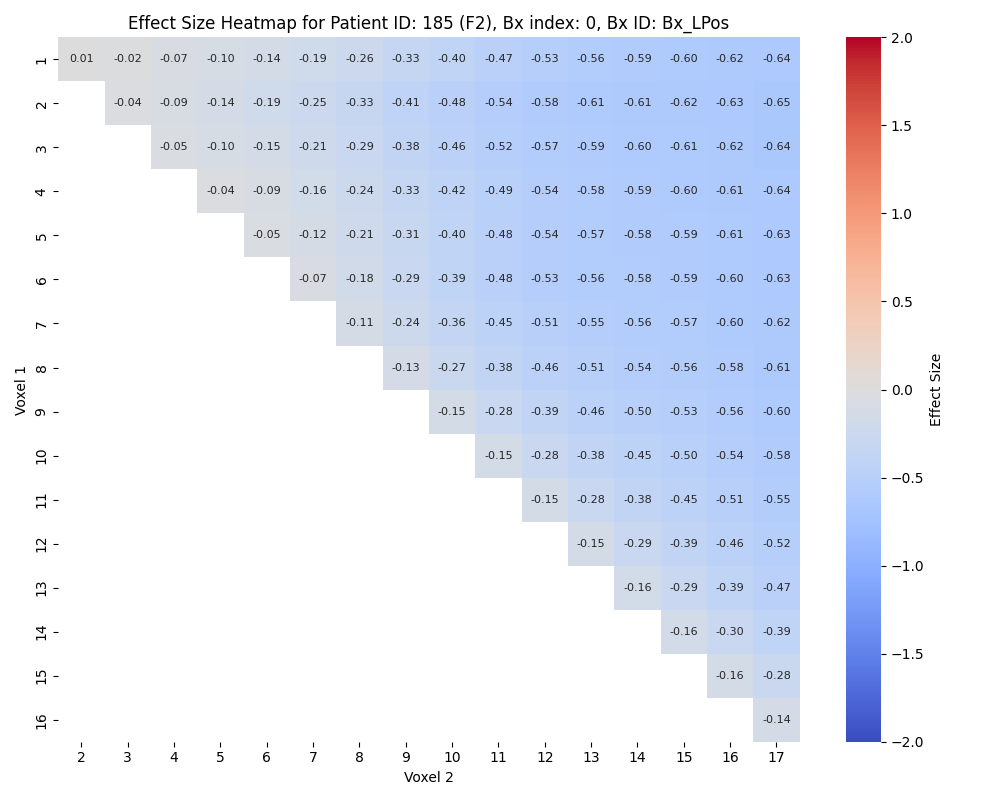 Effect Size Heatmap for Patient ID: 185 (F2), Bx index: 0, Bx ID: Bx_LPos
1 0.01 -0.02 -0.07 -0.10 -0.14 -0.19 -0.26 -0.33 -0.40 -0.47 -0.53 -0.56 -0.59 -0.60 -0.62 -0.64
2 -0.04 -0.09 -0.14 -0.19 -0.25 -0.33 -0.41 -0.48 -0.54 -0.58 -0.61 -0.61 -0.62 -0.63 -0.65
3 -0.05 -0.10 -0.15 -0.21 -0.29 -0.38 -0.46 -0.52 -0.57 -0.59 -0.60 -0.61 -0.62 -0.64
4 -0.04 -0.09 -0.16 -0.24 -0.33 -0.42 -0.49 -0.54 -0.58 -0.59 -0.60 -0.61 -0.64
5 -0.05 -0.12 -0.21 -0.31 -0.40 -0.48 -0.54 -0.57 -0.58 -0.59 -0.61 -0.63
6 -0.07 -0.18 -0.29 -0.39 -0.48 -0.53 -0.56 -0.58 -0.59 -0.60 -0.63
7 -0.11 -0.24 -0.36 -0.45 -0.51 -0.55 -0.56 -0.57 -0.60 -0.62
8 -0.13 -0.27 -0.38 -0.46 -0.51 -0.54 -0.56 -0.58 -0.61
9 -0.15 -0.28 -0.39 -0.46 -0.50 -0.53 -0.56 -0.60
10 -0.15 -0.28 -0.38 -0.45 -0.50 -0.54 -0.58
11 -0.15 -0.28 -0.38 -0.45 -0.51 -0.55
12 -0.15 -0.29 -0.39 -0.46 -0.52
13 -0.16 -0.29 -0.39 -0.47
14 -0.16 -0.30 -0.39
15 -0.16 -0.28
16 -0.14
Voxel 1
2 3 4 5 6 7 8 9 10 11 12 13 14 15 16 17
Voxel 2
2.0
1.5
1.0
0.5
0.0
−0.5
−1.0
−1.5
−2.0
Effect Size